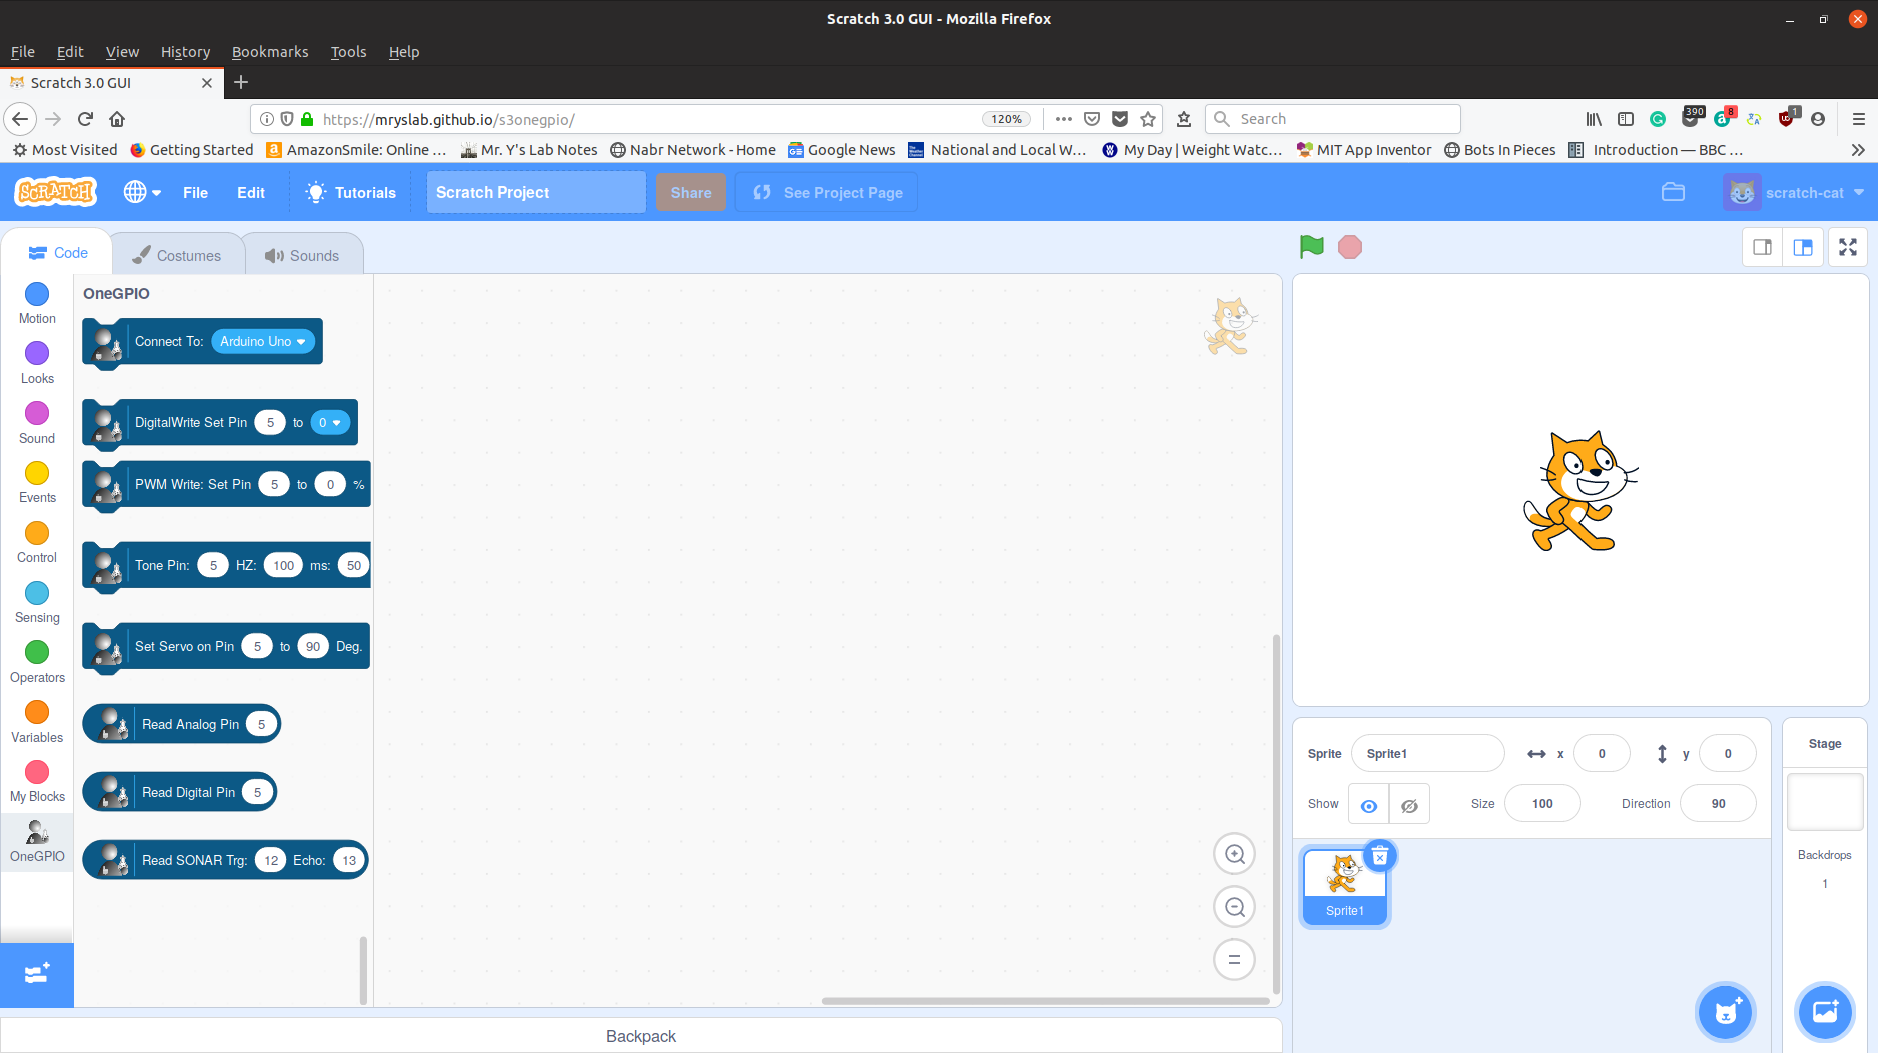 Scratch 3.0 GUI - Mozilla Firefox
File Edit View History Bookmarks Tools Help
Scratch 3.0 GUI
https://mryslab.github.io/s3onegpio/ 120% Search 390 8 1
Most Visited Getting Started AmazonSmile: Online … Mr. Y's Lab Notes Nabr Network - Home Google News National and Local W… My Day | Weight Watc… MIT App Inventor Bots In Pieces Introduction — BBC …
SCRATCH File Edit Tutorials Scratch Project Share See Project Page scratch-cat
Code Costumes Sounds
Motion
Looks
Sound
Events
Control
Sensing
Operators
Variables
My Blocks
OneGPIO
OneGPIO
Connect To: Arduino Uno
DigitalWrite Set Pin 5 to 0
PWM Write: Set Pin 5 to 0 %
Tone Pin: 5 HZ: 100 ms: 50
Set Servo on Pin 5 to 90 Deg.
Read Analog Pin 5
Read Digital Pin 5
Read SONAR Trg: 12 Echo: 13
Backpack
Sprite Sprite1 x 0 y 0
Show Size 100 Direction 90
Sprite1
Stage
Backdrops
1